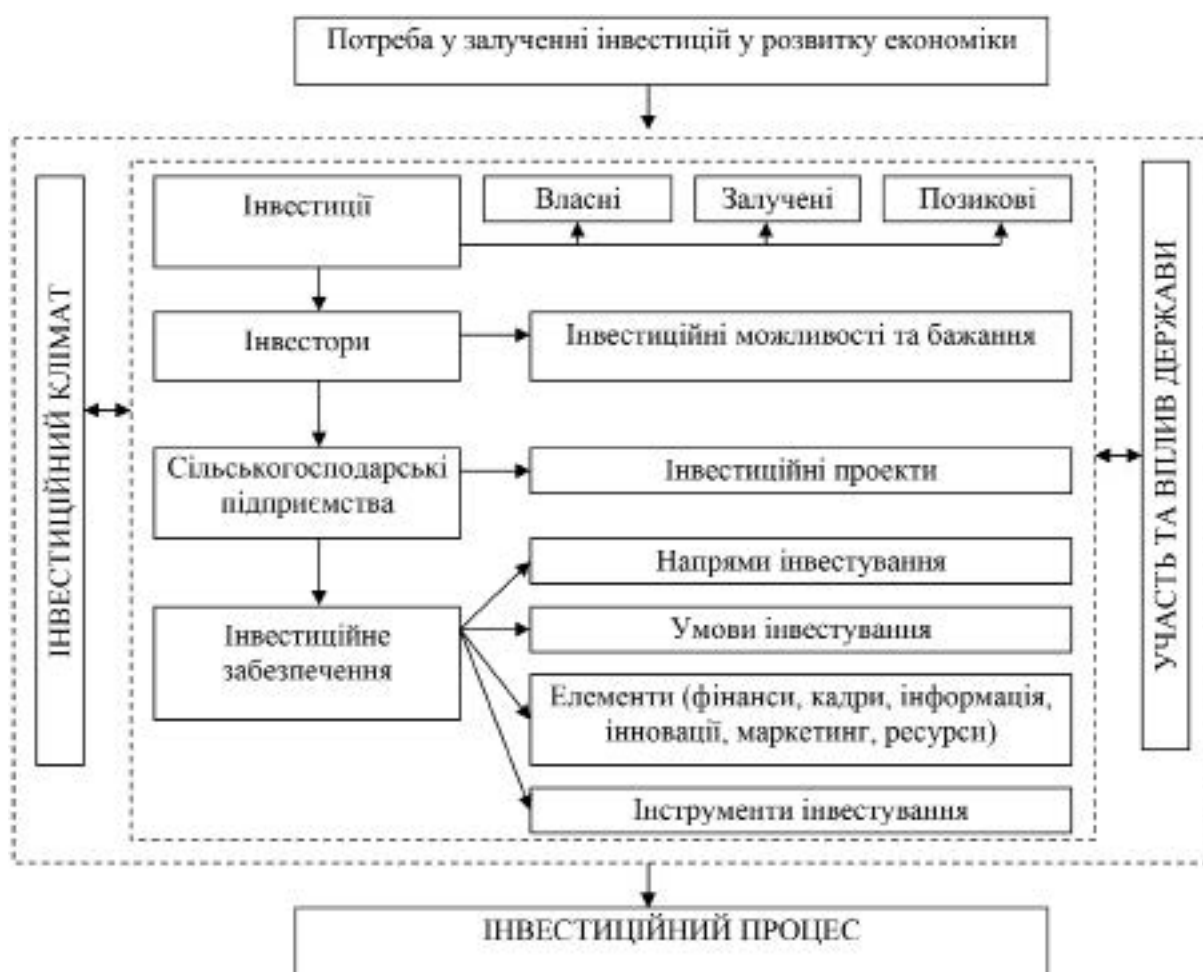 Потреба у залученні інвестицій у розвитку економіки
ІНВЕСТИЦІЙНИЙ КЛІМАТ
Інвестиції
Власні
Залучені
Позикові
Інвестори
Інвестиційні можливості та бажання
Сільськогосподарські
підприємства
Інвестиційні проекти
Інвестиційне
забезпечення
Напрями інвестування
Умови інвестування
Елементи (фінанси, кадри, інформація,
інновації, маркетинг, ресурси)
Інструменти інвестування
УЧАСТЬ ТА ВПЛИВ ДЕРЖАВИ
ІНВЕСТИЦІЙНИЙ ПРОЦЕС